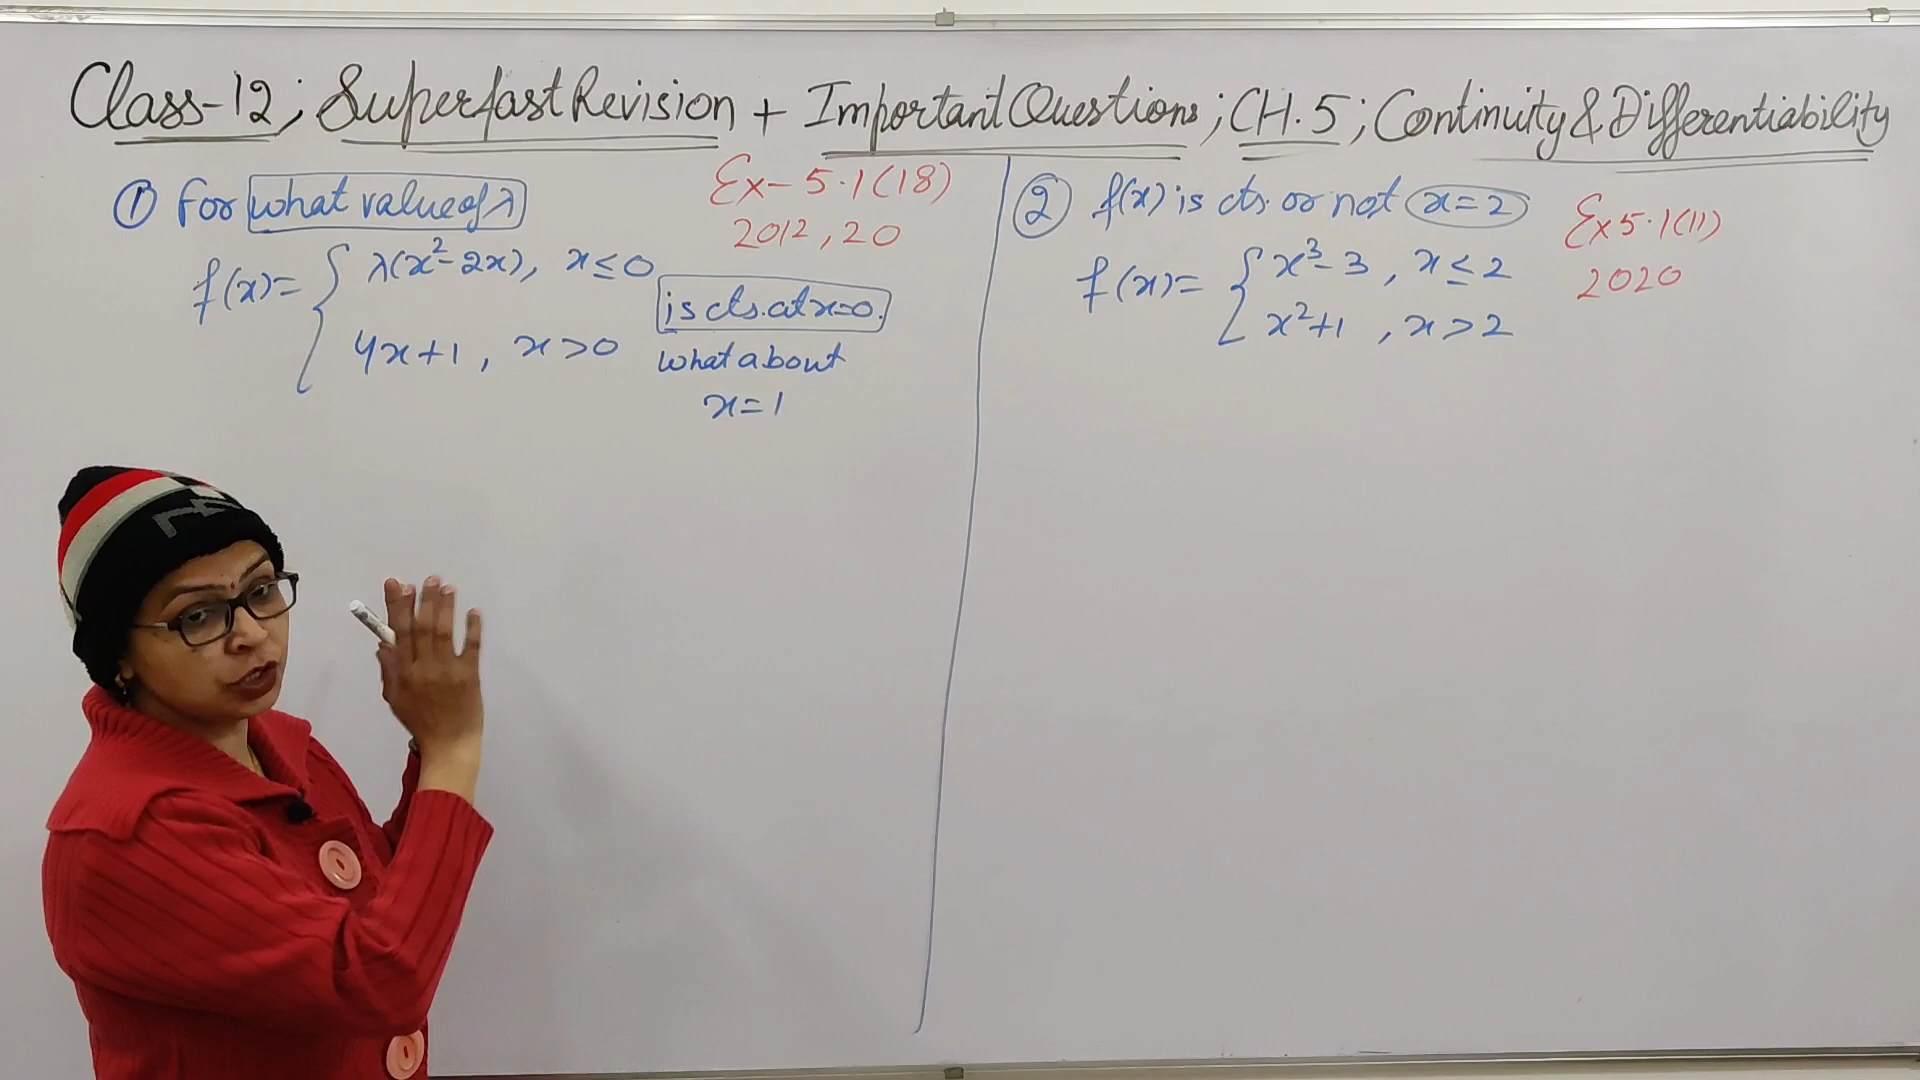 Class-12; Superfast Revision + Important Questions; CH.5; Continuity & Differentiability
① For what value of λ
Ex-5.1(18)
2012, 20
f(x)= { λ(x²-2x), x≤0
4x+1, x>0
is cts. at x=0.
what about
x=1
② f(x) is cts. or not x=2
Ex 5.1(11)
2020
f(x)= { x³-3, x≤2
x²+1, x>2